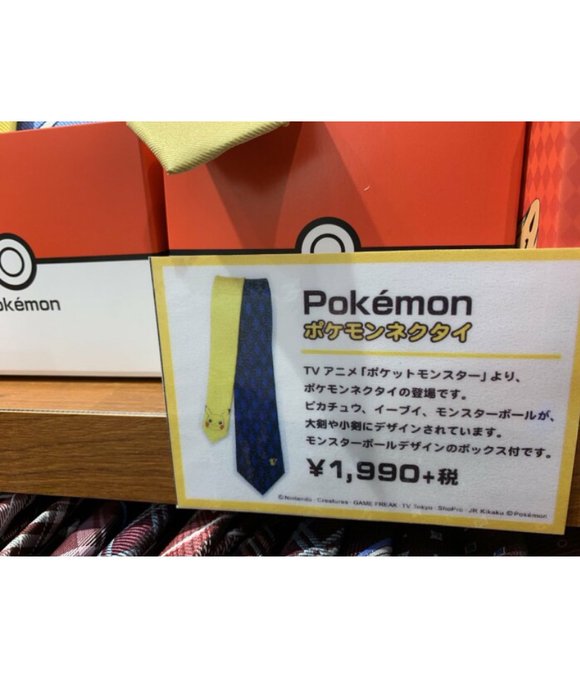 okémon
Pokémon
ポケモンネクタイ
TVアニメ「ポケットモンスター」より、
ポケモンネクタイの登場です。
ピカチュウ、イーブイ、モンスターボールが、
大剣や小剣にデザインされています。
モンスターボールデザインのボックス付です。
¥1,990+税
©Nintendo · Creatures · GAME FREAK · TV Tokyo · ShoPro · JR Kikaku ©Pokémon